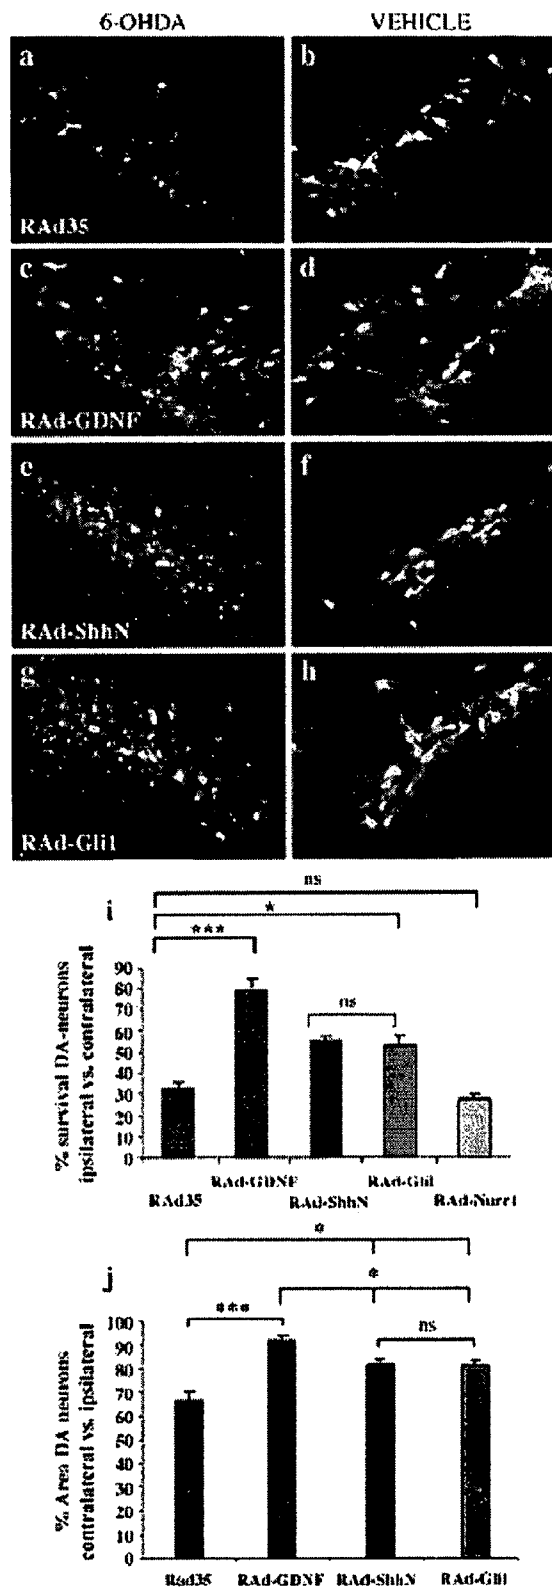 6-OHDA VEHICLE
a b
RAd35
c d
RAd-GDNF
e f
RAd-ShhN
g h
RAd-Gli1
ns
i
*
***
ns
% survival DA-neurons
ipsilateral vs. contralateral
90
80
70
60
50
40
30
20
10
0
RAd35 RAd-GDNF RAd-ShhN RAd-Gli1 RAd-Nurr1
*
j
*
***
ns
% Area DA neurons
contralateral vs. ipsilateral
100
90
80
70
60
50
40
30
20
10
0
Rad35 RAd-GDNF RAd-ShhN RAd-Gli1